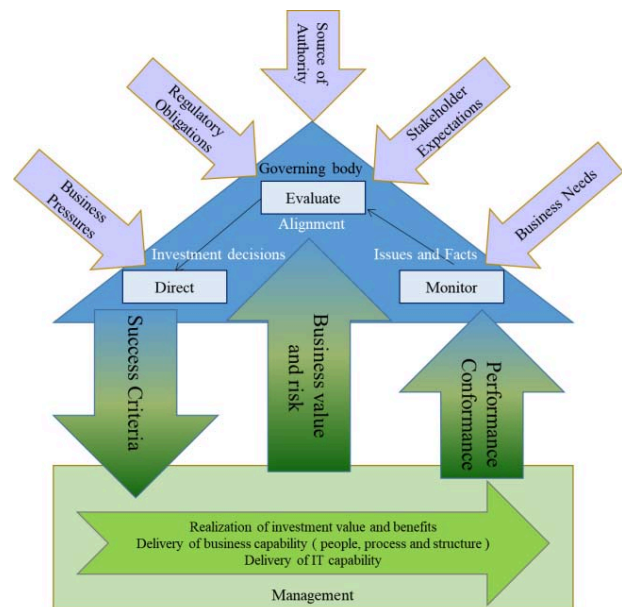 Source of
Authority
Regulatory
Obligations
Stakeholder
Expectations
Business
Pressures
Business Needs
Governing body
Evaluate
Alignment
Investment decisions
Issues and Facts
Direct
Monitor
Success Criteria
Business value
and risk
Performance
Conformance
Realization of investment value and benefits
Delivery of business capability ( people, process and structure )
Delivery of IT capability
Management